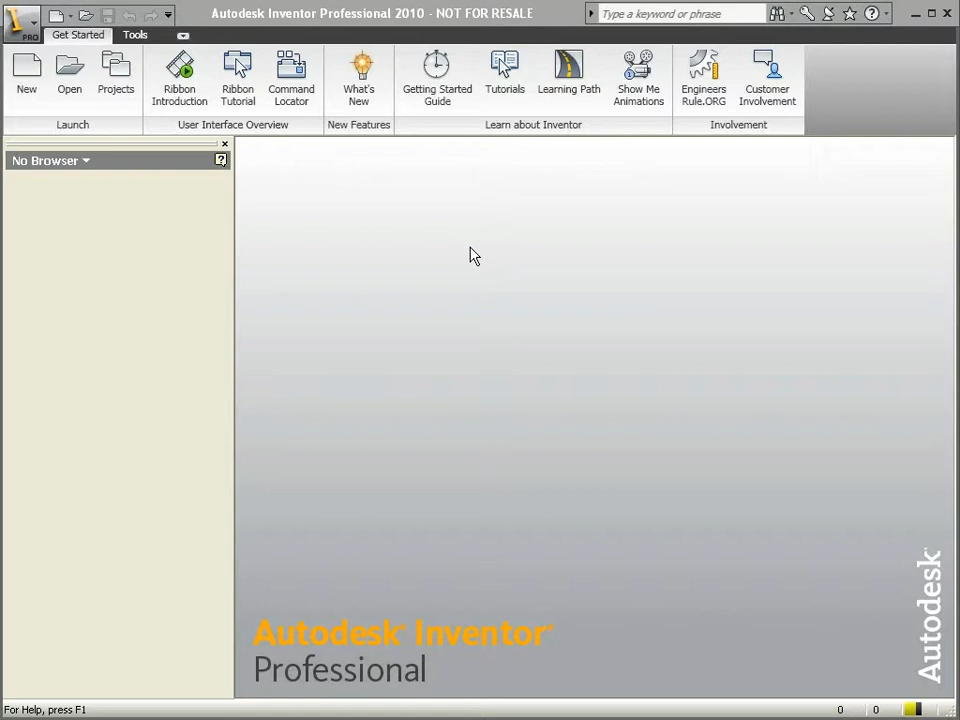 Autodesk Inventor Professional 2010 - NOT FOR RESALE
Type a keyword or phrase
PRO
Get Started
Tools
New
Open
Projects
Ribbon Introduction
Ribbon Tutorial
Command Locator
What's New
Getting Started Guide
Tutorials
Learning Path
Show Me Animations
Engineers Rule.ORG
Customer Involvement
Launch
User Interface Overview
New Features
Learn about Inventor
Involvement
No Browser
Autodesk® Inventor®
Professional
Autodesk®
For Help, press F1
0
0